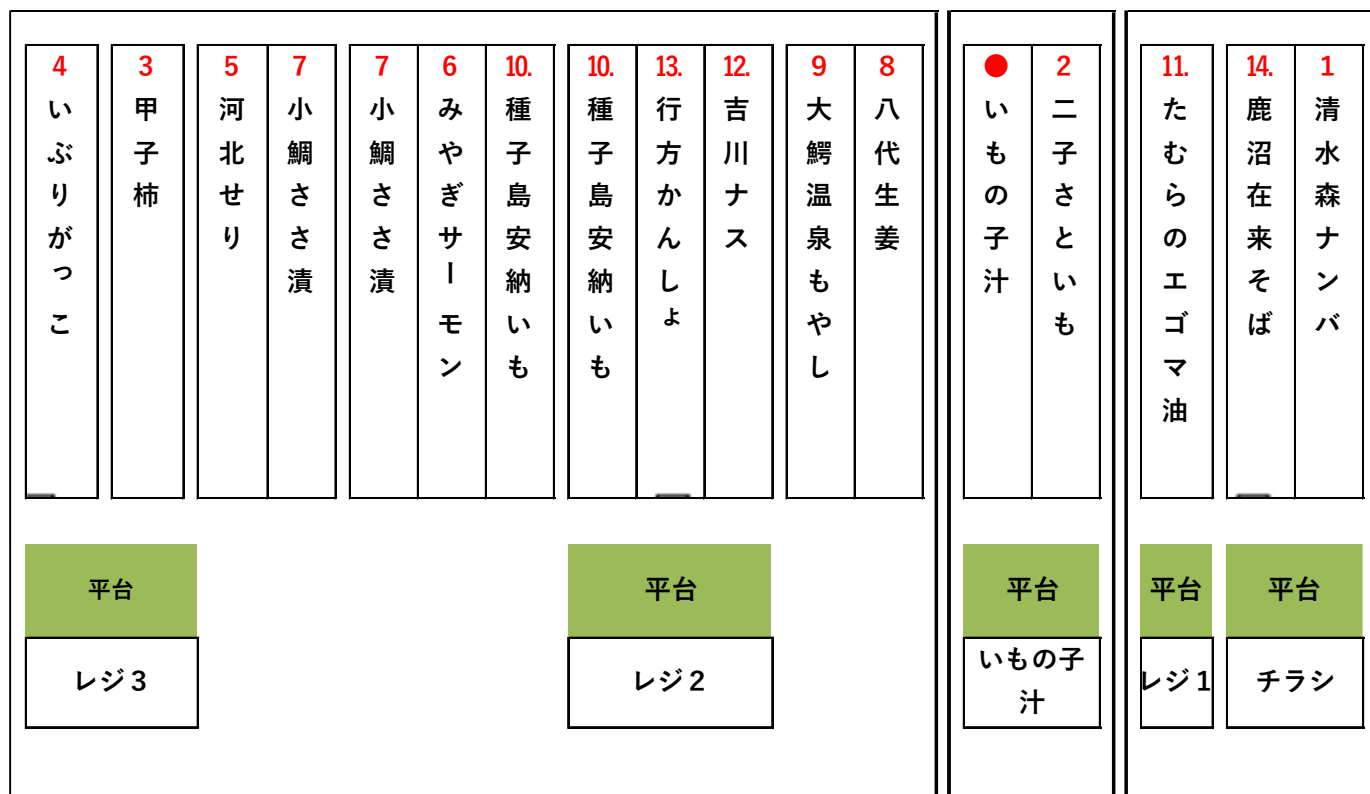 4
いぶりがっこ
3
甲子柿
5
河北せり
7
小鯛ささ漬
7
小鯛ささ漬
6
みやぎサーモン
10.
種子島安納いも
10.
種子島安納いも
13.
行方かんしょ
12.
吉川ナス
9
大鰐温泉もやし
8
八代生姜
●
いもの子汁
2
二子さといも
11.
たむらのエゴマ油
14.
鹿沼在来そば
1
清水森ナンバ
平台
平台
平台
平台
平台
レジ3
レジ2
いもの子
汁
レジ1
チラシ